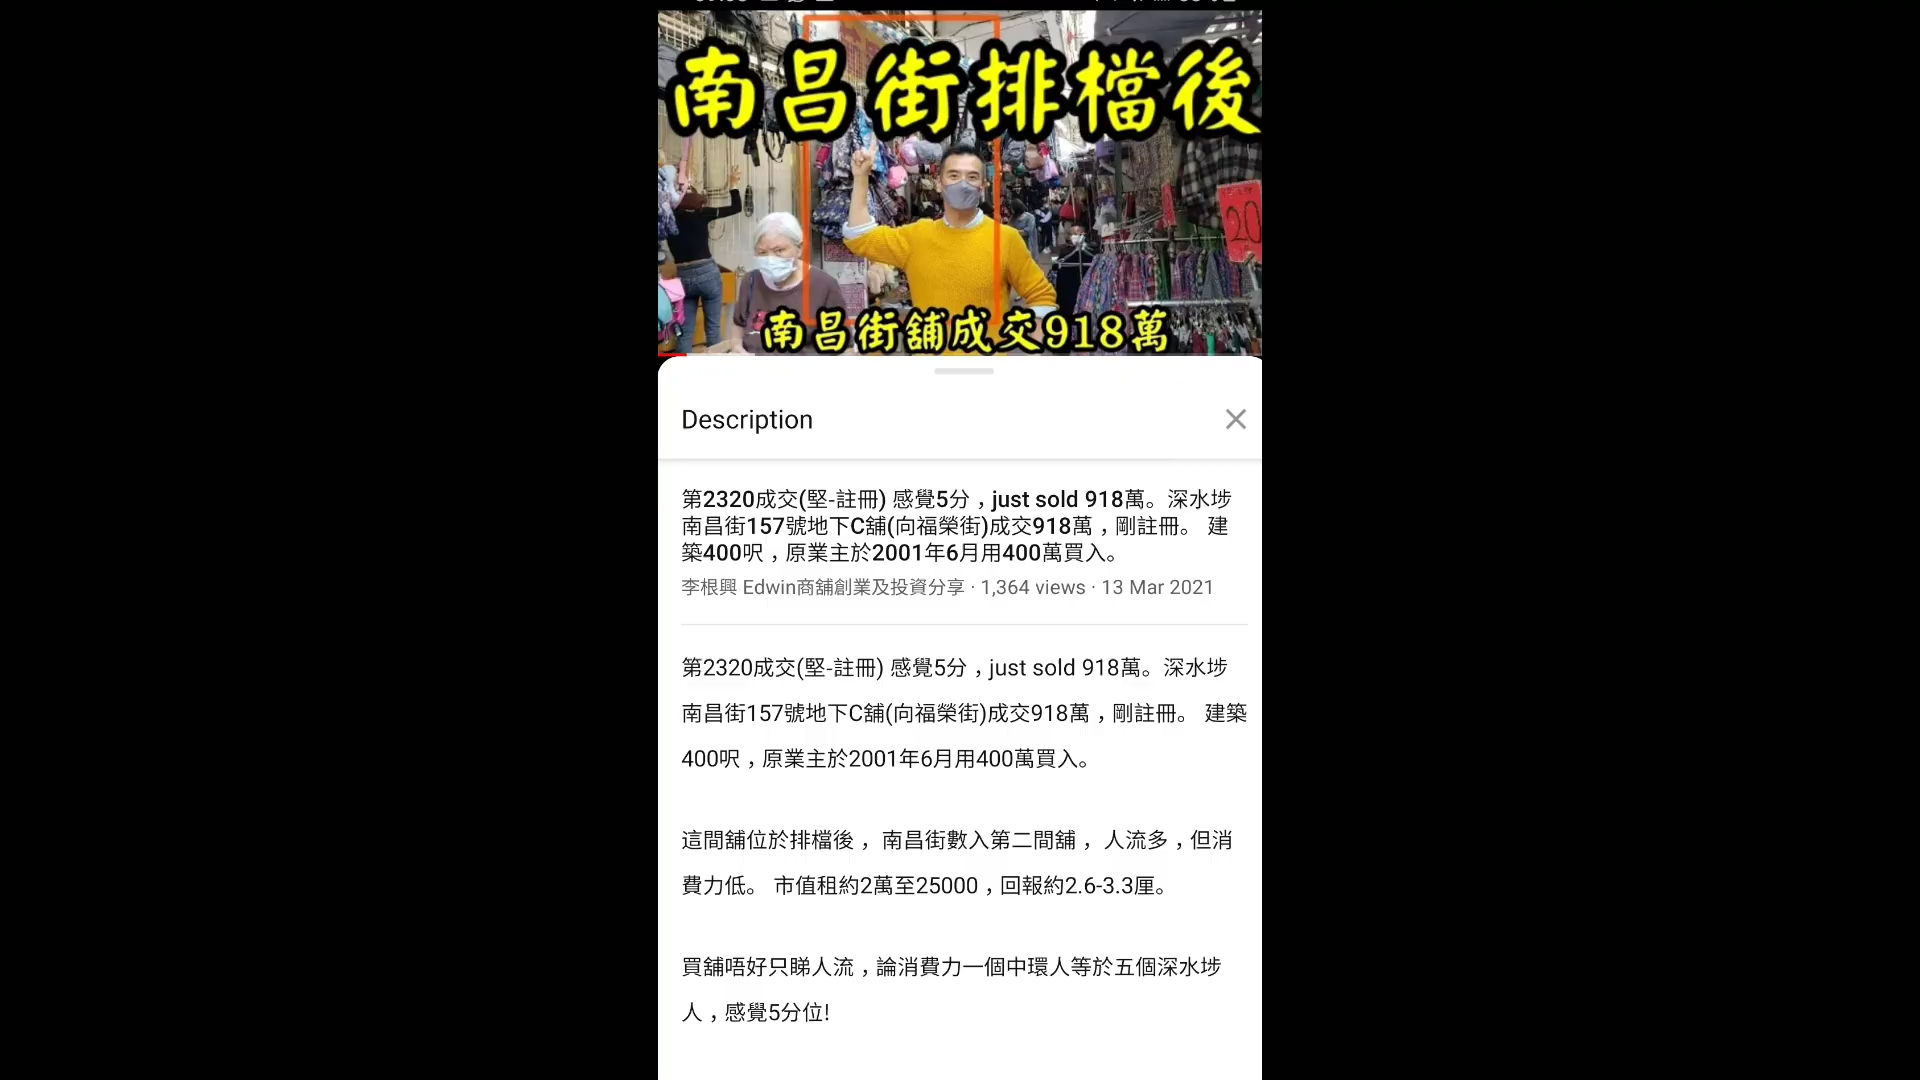 南昌街排檔後
20
南昌街舖成交918萬
Description
第2320成交(堅-註冊) 感覺5分，just sold 918萬。深水埗
南昌街157號地下C舖(向福榮街)成交918萬，剛註冊。 建
築400呎，原業主於2001年6月用400萬買入。
李根興 Edwin商舖創業及投資分享 · 1,364 views · 13 Mar 2021
第2320成交(堅-註冊) 感覺5分，just sold 918萬。深水埗
南昌街157號地下C舖(向福榮街)成交918萬，剛註冊。 建築
400呎，原業主於2001年6月用400萬買入。
這間舖位於排檔後， 南昌街數入第二間舖， 人流多，但消
費力低。 市值租約2萬至25000，回報約2.6-3.3厘。
買舖唔好只睇人流，論消費力一個中環人等於五個深水埗
人，感覺5分位!